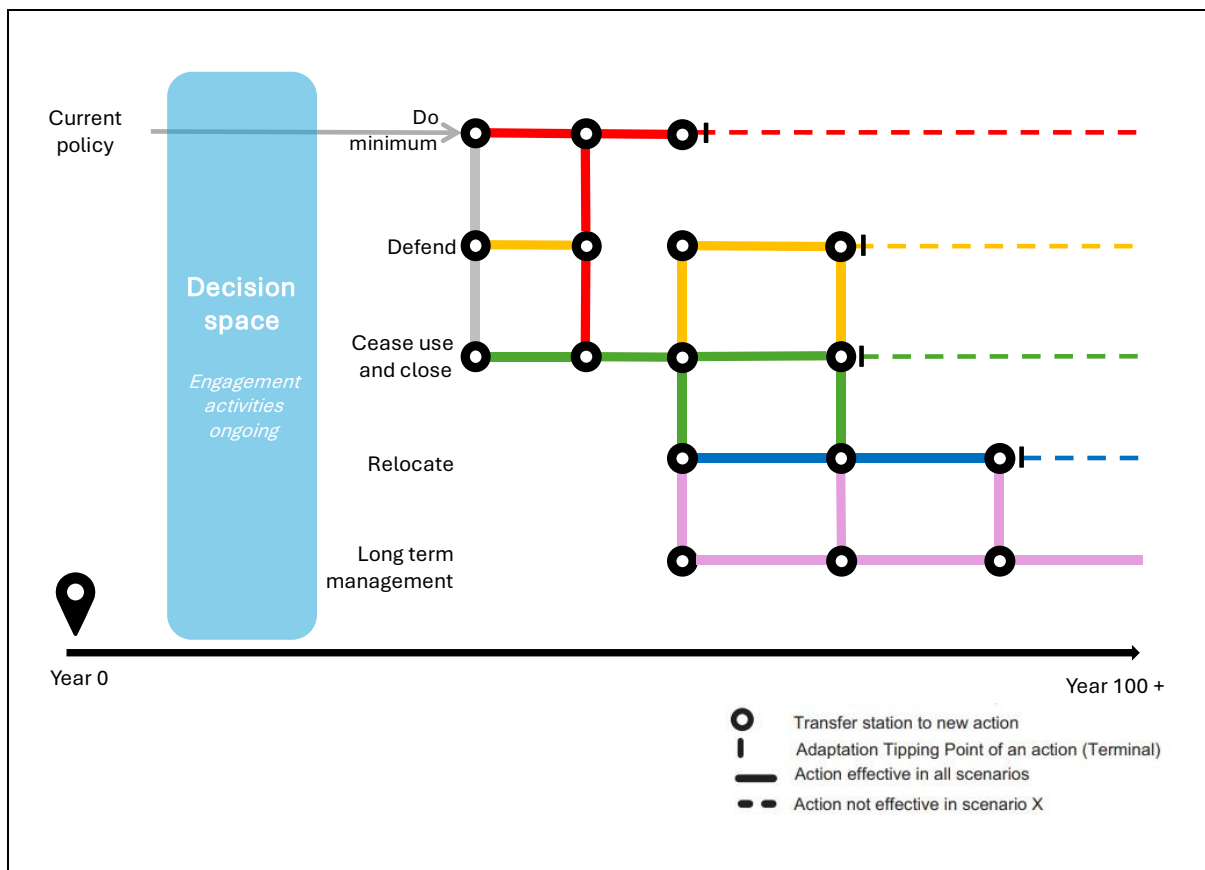 Current
policy
Do
minimum
Defend
Decision
space
Engagement
activities
ongoing
Cease use
and close
Relocate
Long term
management
Year 0
Year 100 +
Transfer station to new action
Adaptation Tipping Point of an action (Terminal)
Action effective in all scenarios
Action not effective in scenario X